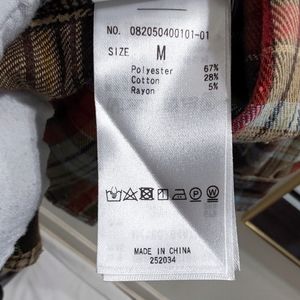 NO. 082050400101-01
SIZE M
Polyester 67%
Cotton 28%
Rayon 5%
MADE IN CHINA
252034